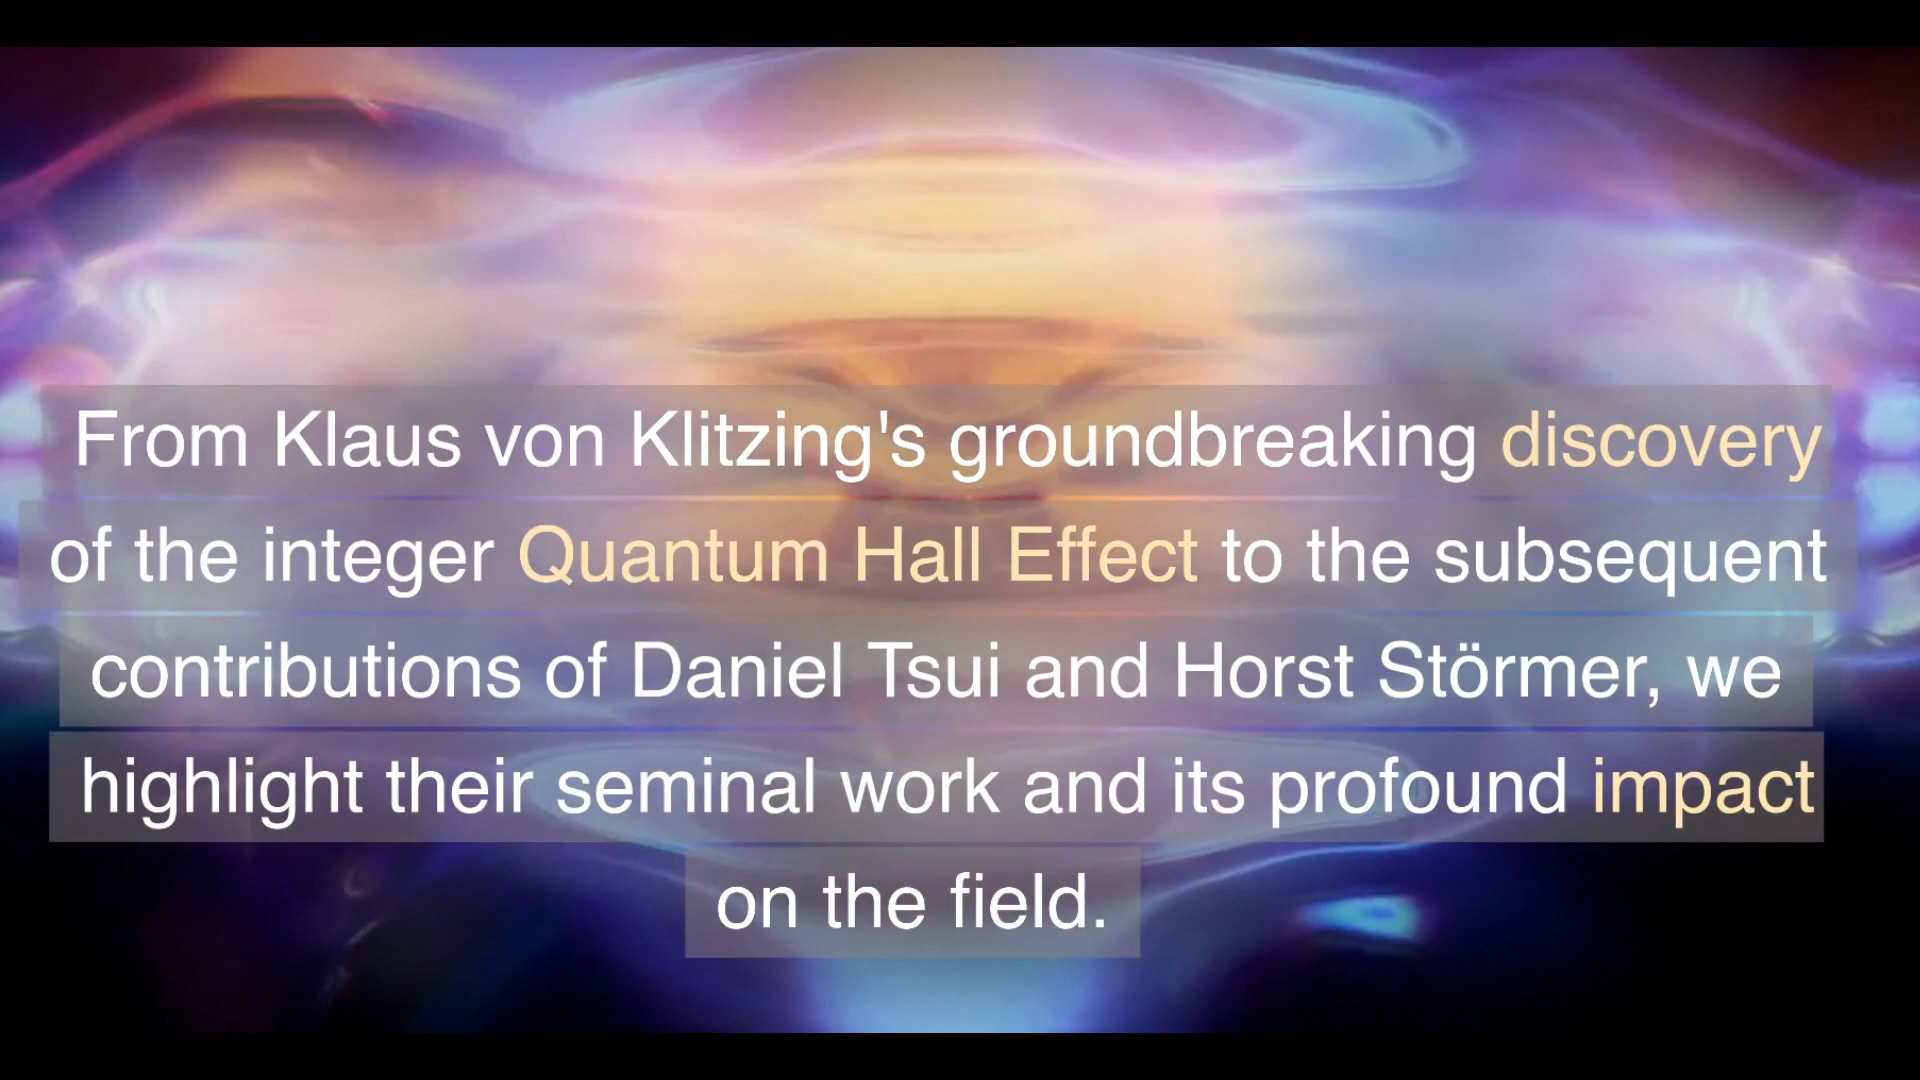 From Klaus von Klitzing's groundbreaking discovery
of the integer Quantum Hall Effect to the subsequent
contributions of Daniel Tsui and Horst Störmer, we
highlight their seminal work and its profound impact
on the field.